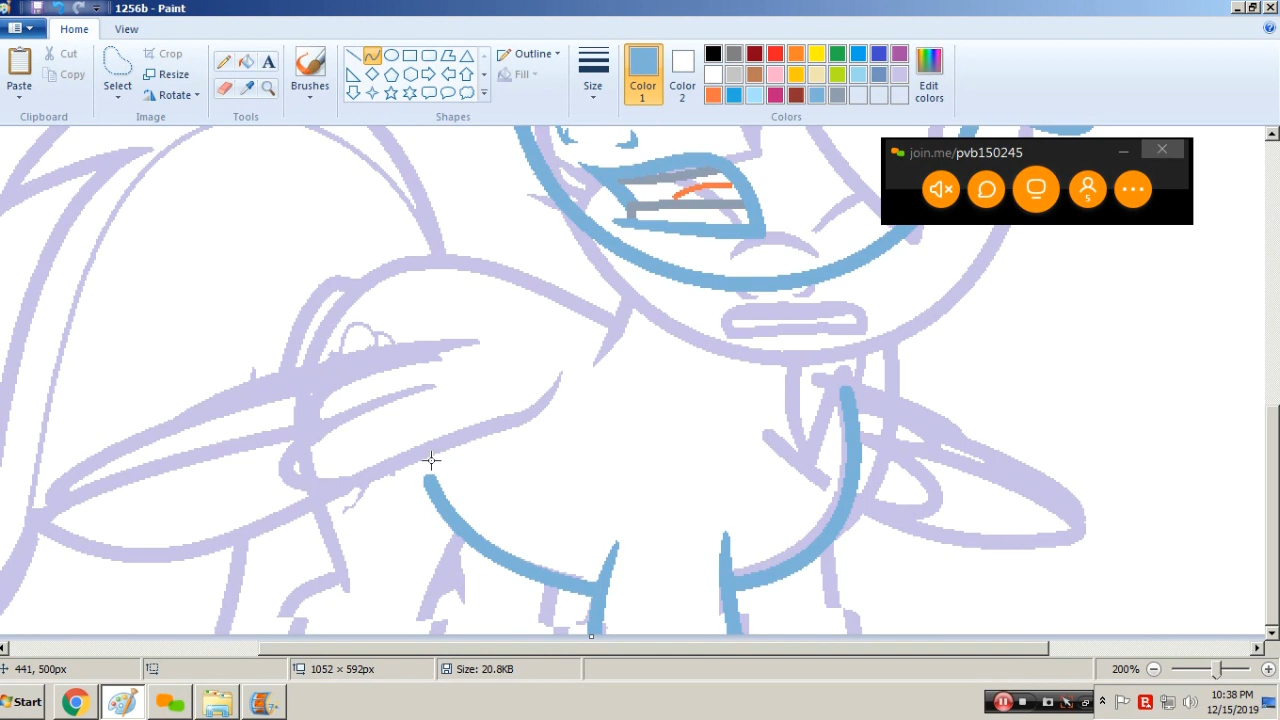 1256b - Paint
Home View
Paste Cut Copy Clipboard
Select Crop Resize Rotate Image
A Tools
Brushes
Outline Fill Shapes
Size
Color 1 Color 2 Edit colors Colors
join.me/pvb150245
5
441, 500px 1052 × 592px Size: 20.8KB 200%
Start 10:38 PM
12/15/2019